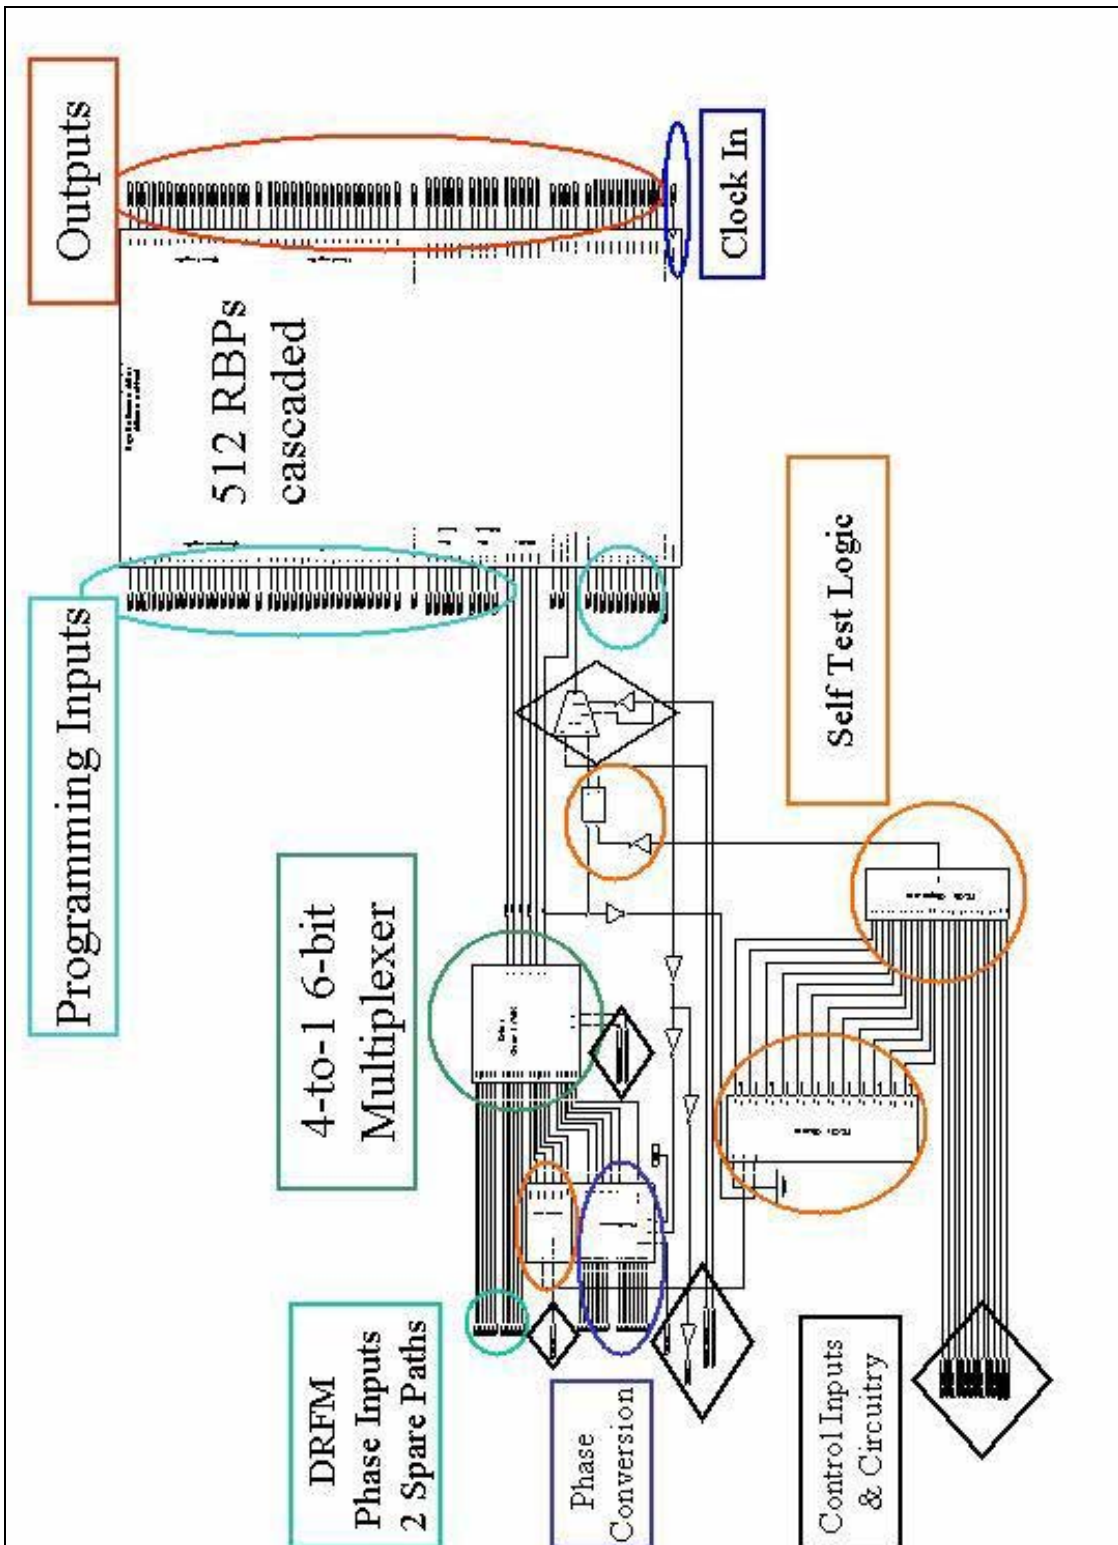 Outputs
Clock In
512 RBPs
cascaded
Programming Inputs
Self Test Logic
4-to-1 6-bit
Multiplexer
DRFM
Phase Inputs
2 Spare Paths
Phase
Conversion
Control Inputs
& Circuitry